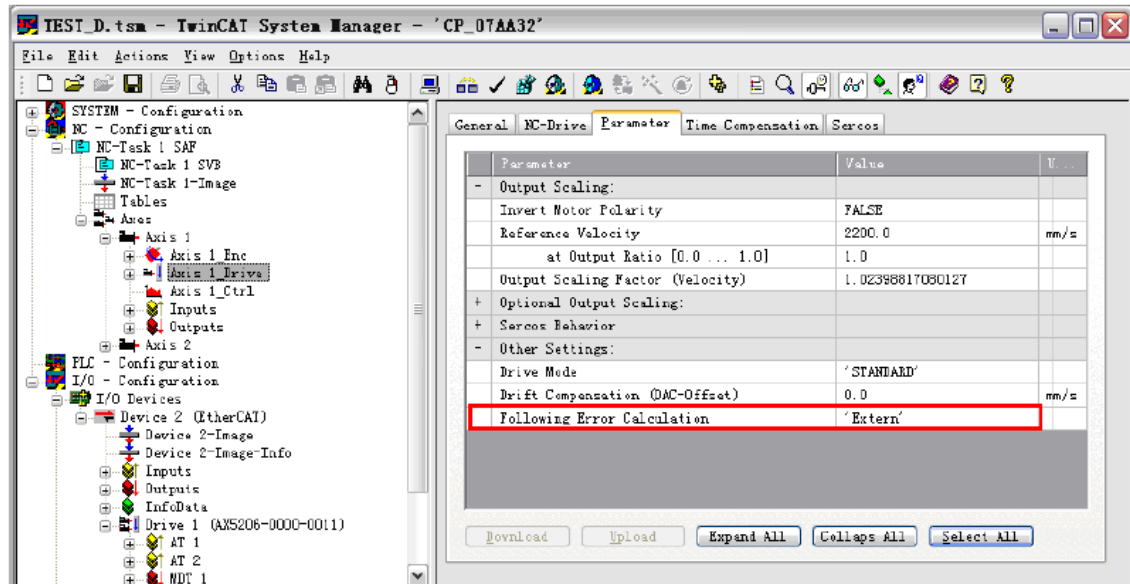 TEST_D.tsm - TwinCAT System Manager - 'CP_07AA32'
File Edit Actions View Options Help
SYSTEM - Configuration
NC - Configuration
NC-Task 1 SAF
NC-Task 1 SVB
NC-Task 1-Image
Tables
Axes
Axis 1
Axis 1_Enc
Axis 1_Drive
Axis 1_Ctrl
Inputs
Outputs
Axis 2
PLC - Configuration
I/O - Configuration
I/O Devices
Device 2 (EtherCAT)
Device 2-Image
Device 2-Image-Info
Inputs
Outputs
InfoData
Drive 1 (AX5206-0000-0011)
AT 1
AT 2
MDT 1
General NC-Drive Parameter Time Compensation Sercos
Parameter Value U...
- Output Scaling:
Invert Motor Polarity FALSE
Reference Velocity 2200.0 mm/s
at Output Ratio [0.0 ... 1.0] 1.0
Output Scaling Factor (Velocity) 1.02398817080127
+ Optional Output Scaling:
+ Sercos Behavior
- Other Settings:
Drive Mode 'STANDARD'
Drift Compensation (DAC-Offset) 0.0 mm/s
Following Error Calculation 'Extern'
Download Upload Expand All Collaps All Select All